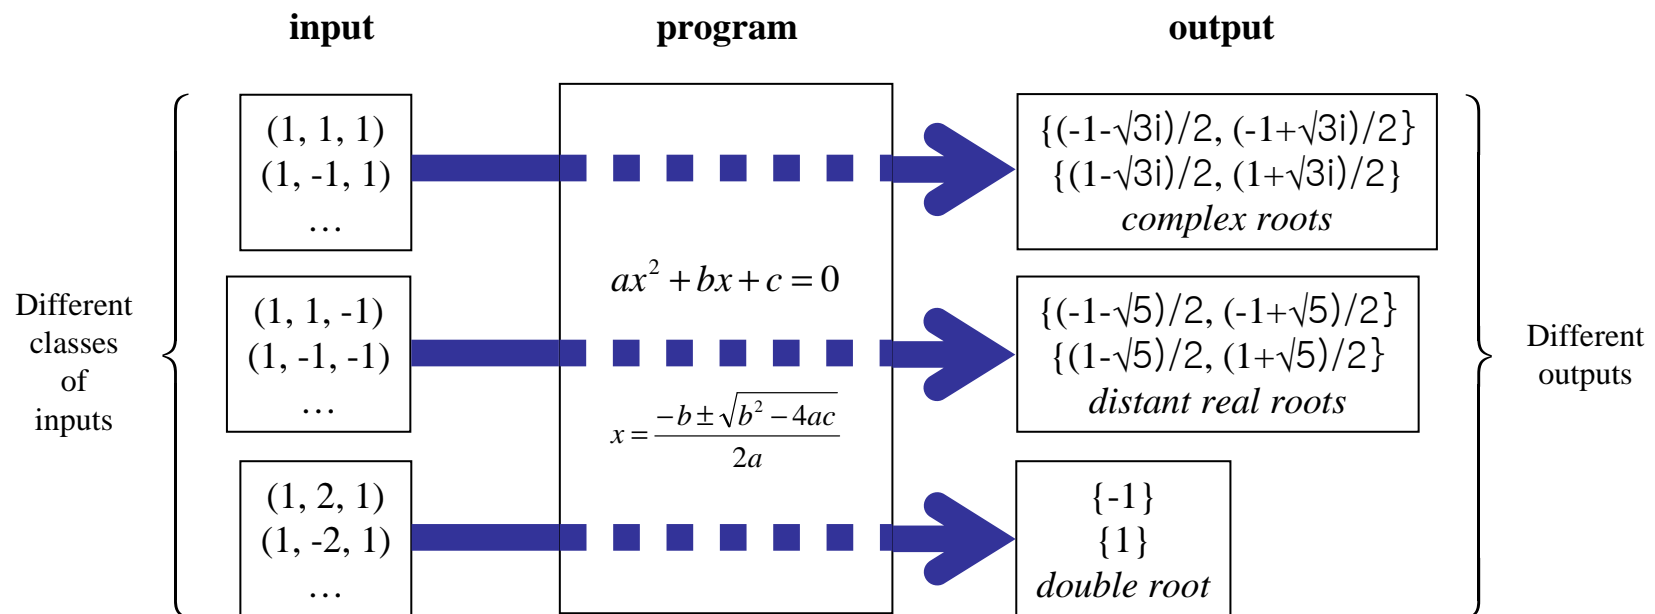 input program output
(1, 1, 1)
(1, -1, 1)
…
{(-1-√3i)/2, (-1+√3i)/2}
{(1-√3i)/2, (1+√3i)/2}
complex roots
Different
classes
of
inputs
(1, 1, -1)
(1, -1, -1)
…
ax² + bx + c = 0
x = (-b ± √(b² − 4ac)) / 2a
{(-1-√5)/2, (-1+√5)/2}
{(1-√5)/2, (1+√5)/2}
distant real roots
Different
outputs
(1, 2, 1)
(1, -2, 1)
…
{-1}
{1}
double root